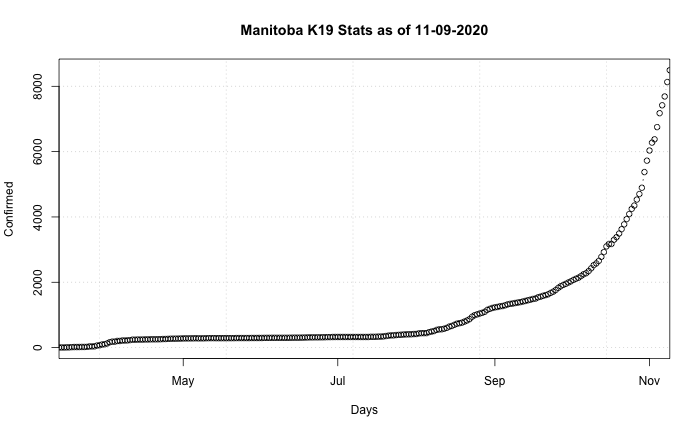 Manitoba K19 Stats as of 11-09-2020
Confirmed
8000
6000
4000
2000
0
May Jul Sep Nov
Days